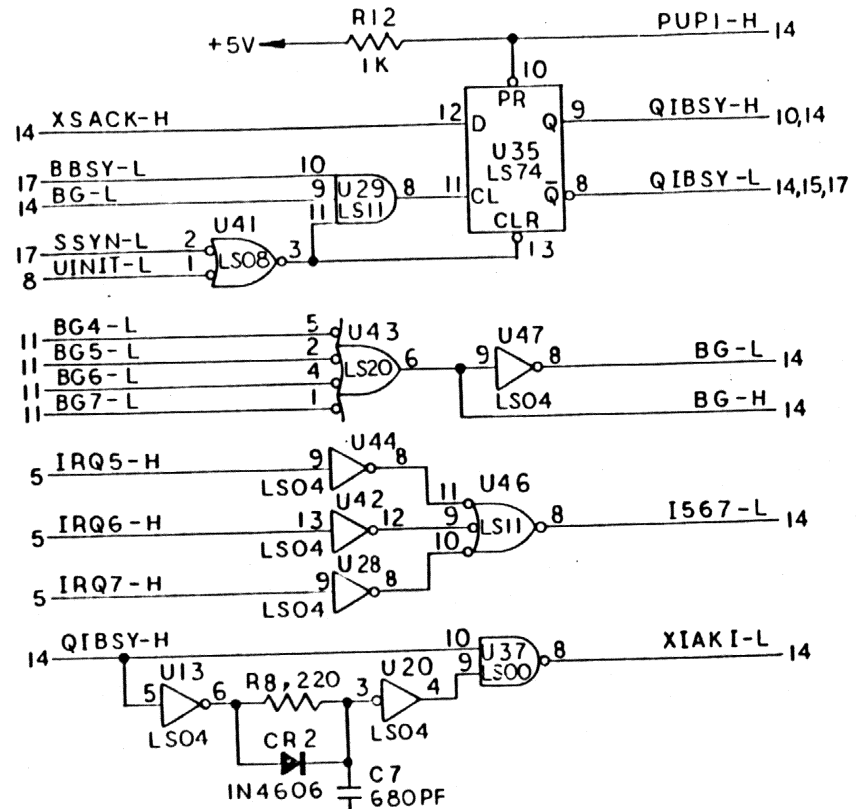 R12
+5V
1K
PUP1-H 14
10
PR
14 XSACK-H 12 D Q 9 QIBSY-H 10,14
U35
LS74
17 BBSY-L 10
14 BG-L 9
U29
LS11
8
11 CL Q 8 QIBSY-L 14,15,17
11
CLR
13
U41
17 SSYN-L 2
8 UINIT-L 1
LS08
3
11 BG4-L 5
11 BG5-L 2
11 BG6-L 4
11 BG7-L 1
U43
LS20
6
U47
9 8
LS04
BG-L 14
BG-H 14
5 IRQ5-H 9 U44 8
LS04
5 IRQ6-H 13 U42 12
LS04
5 IRQ7-H 9 U28 8
LS04
11 U46
9 LS11 8 I567-L 14
10
14 QIBSY-H 10 U37
9 LS00
8 XIAKI-L 14
U13
5 6
LS04
R8,220
3 U20 4
LS04
CR2
1N4606
C7
680PF